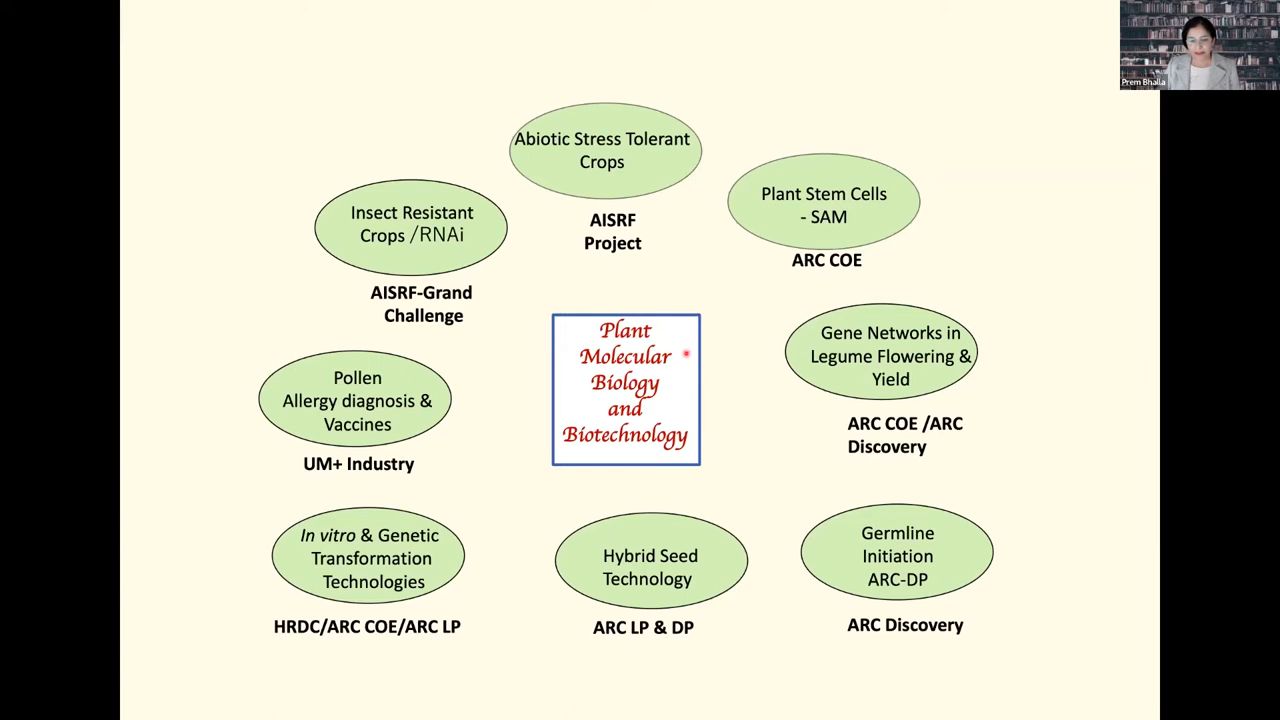 Prem Bhalla
Abiotic Stress Tolerant
Crops
AISRF
Project
Plant Stem Cells
- SAM
ARC COE
Insect Resistant
Crops /RNAi
AISRF-Grand
Challenge
Plant
Molecular
Biology
and
Biotechnology
Gene Networks in
Legume Flowering &
Yield
ARC COE /ARC
Discovery
Pollen
Allergy diagnosis &
Vaccines
UM+ Industry
In vitro & Genetic
Transformation
Technologies
HRDC/ARC COE/ARC LP
Hybrid Seed
Technology
ARC LP & DP
Germline
Initiation
ARC-DP
ARC Discovery